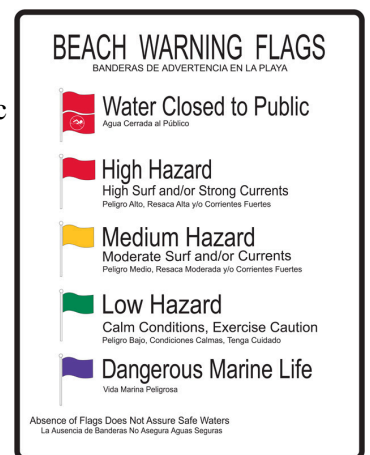 BEACH WARNING FLAGS
BANDERAS DE ADVERTENCIA EN LA PLAYA
c
Water Closed to Public
Agua Cerrada al Público
High Hazard
High Surf and/or Strong Currents
Peligro Alto, Resaca Alta y/o Corrientes Fuertes
Medium Hazard
Moderate Surf and/or Currents
Peligro Medio, Resaca Moderada y/o Corrientes Fuertes
Low Hazard
Calm Conditions, Exercise Caution
Peligro Bajo, Condiciones Calmas, Tenga Cuidado
Dangerous Marine Life
Vida Marina Peligrosa
Absence of Flags Does Not Assure Safe Waters
La Ausencia de Banderas No Asegura Aguas Seguras